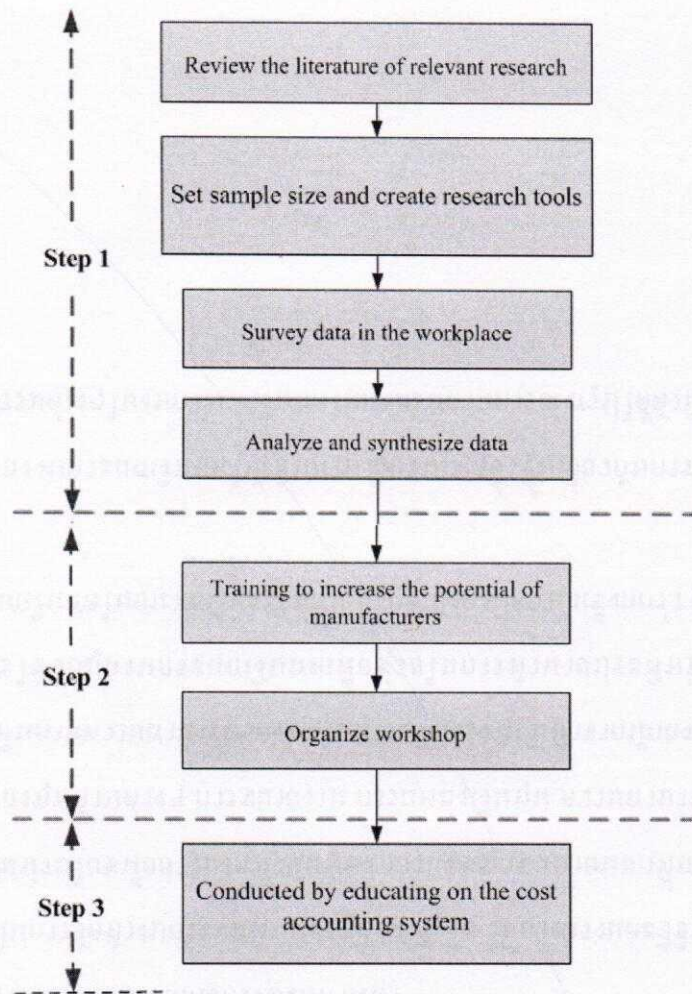 Review the literature of relevant research
Set sample size and create research tools
Step 1
Survey data in the workplace
Analyze and synthesize data
Training to increase the potential of
manufacturers
Step 2
Organize workshop
Conducted by educating on the cost
accounting system
Step 3